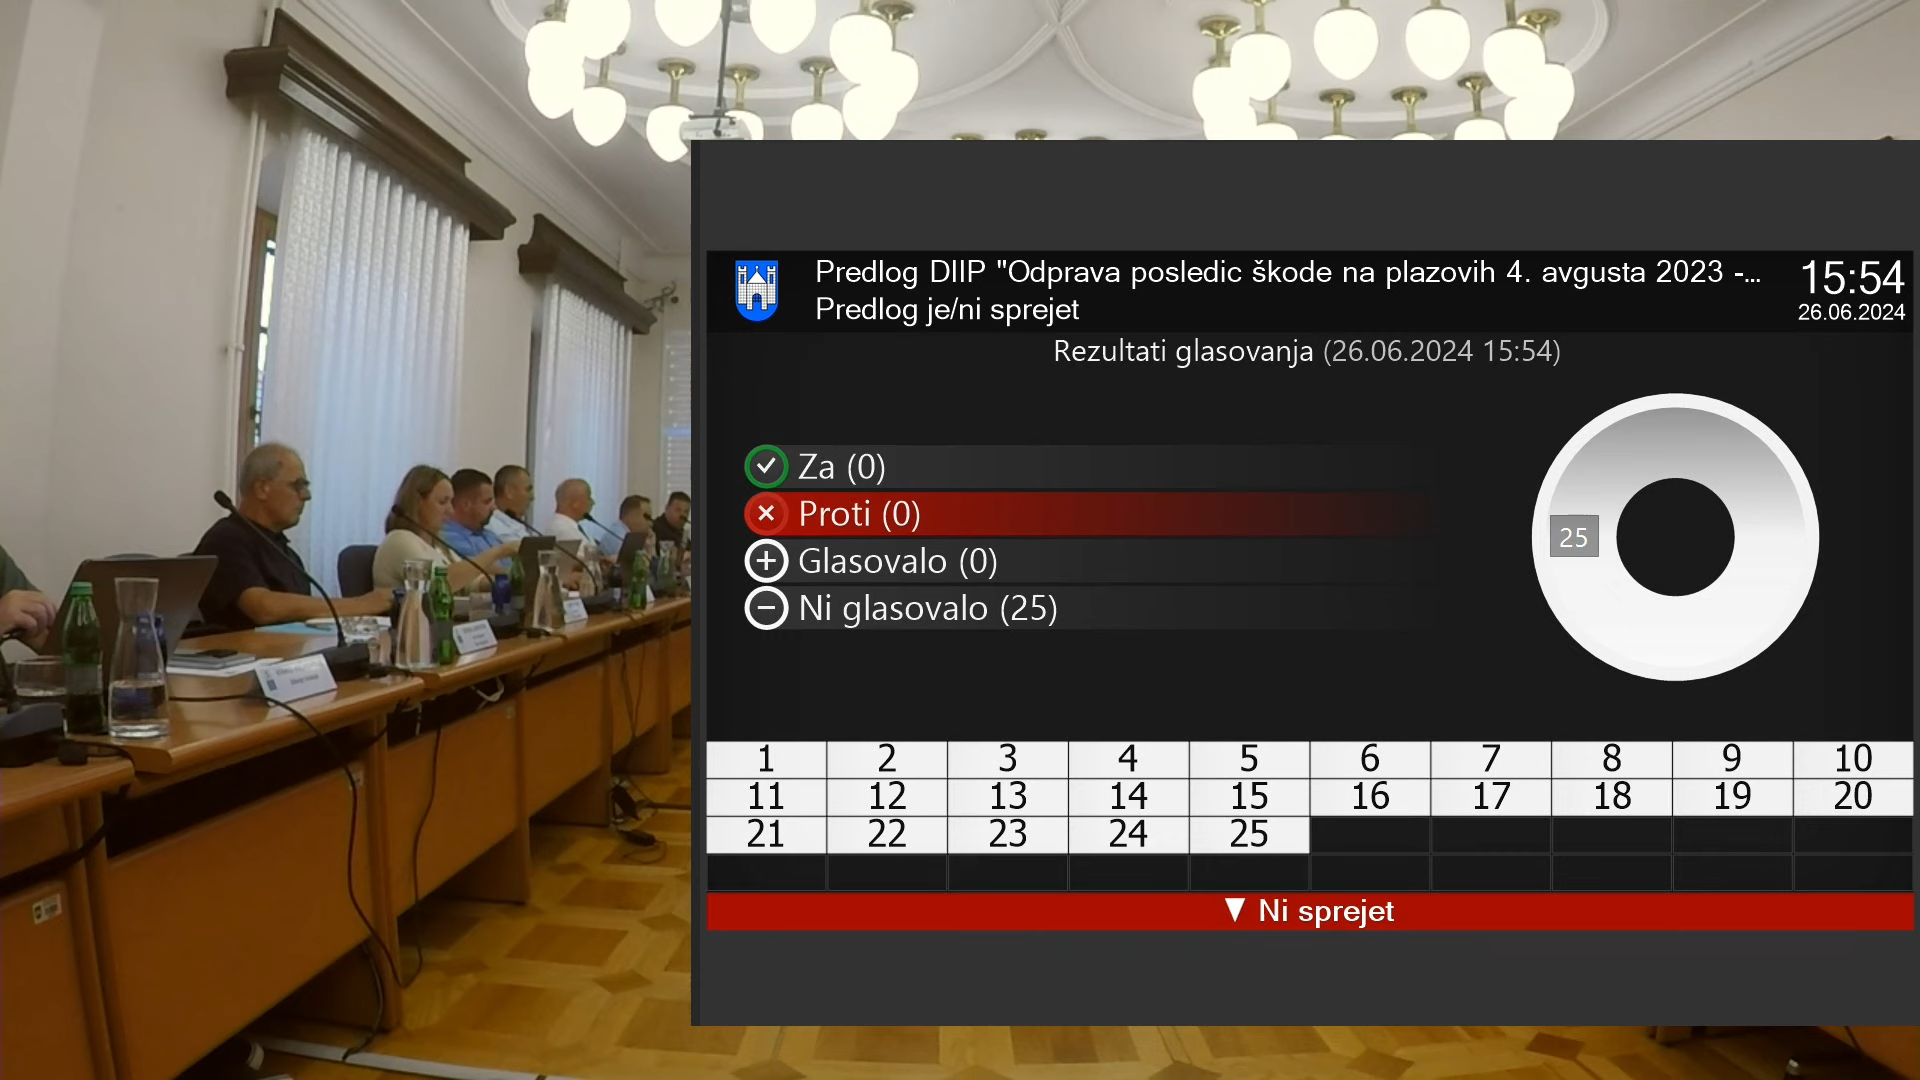 Predlog DIIP "Odprava posledic škode na plazovih 4. avgusta 2023 -...
Predlog je/ni sprejet
15:54
26.06.2024
Rezultati glasovanja (26.06.2024 15:54)
Za (0)
Proti (0)
Glasovalo (0)
Ni glasovalo (25)
25
1 2 3 4 5 6 7 8 9 10
11 12 13 14 15 16 17 18 19 20
21 22 23 24 25
▼ Ni sprejet